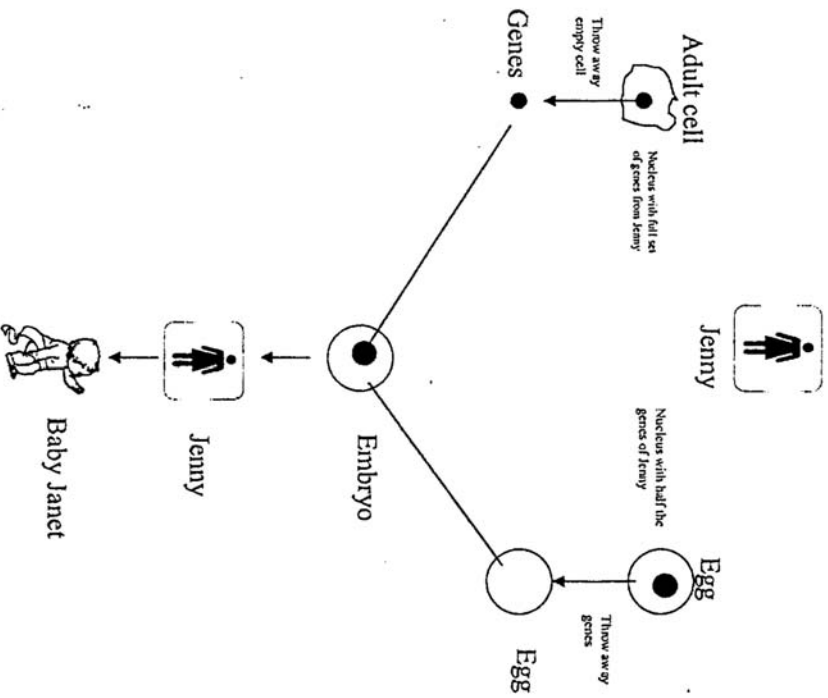 Jenny
Adult cell
Nucleus with full set
of genes from Jenny
Throw away
empty cell
Genes
Egg
Nucleus with half the
genes of Jenny
Throw away
genes
Egg
Embryo
Jenny
Baby Janet